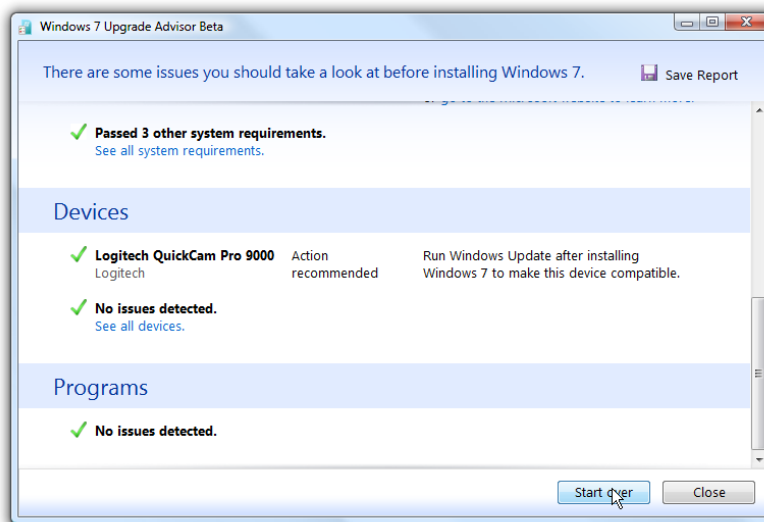 Windows 7 Upgrade Advisor Beta
There are some issues you should take a look at before installing Windows 7.
Save Report
Passed 3 other system requirements.
See all system requirements.
Devices
Logitech QuickCam Pro 9000
Logitech
Action
recommended
Run Windows Update after installing
Windows 7 to make this device compatible.
No issues detected.
See all devices.
Programs
No issues detected.
Start over
Close